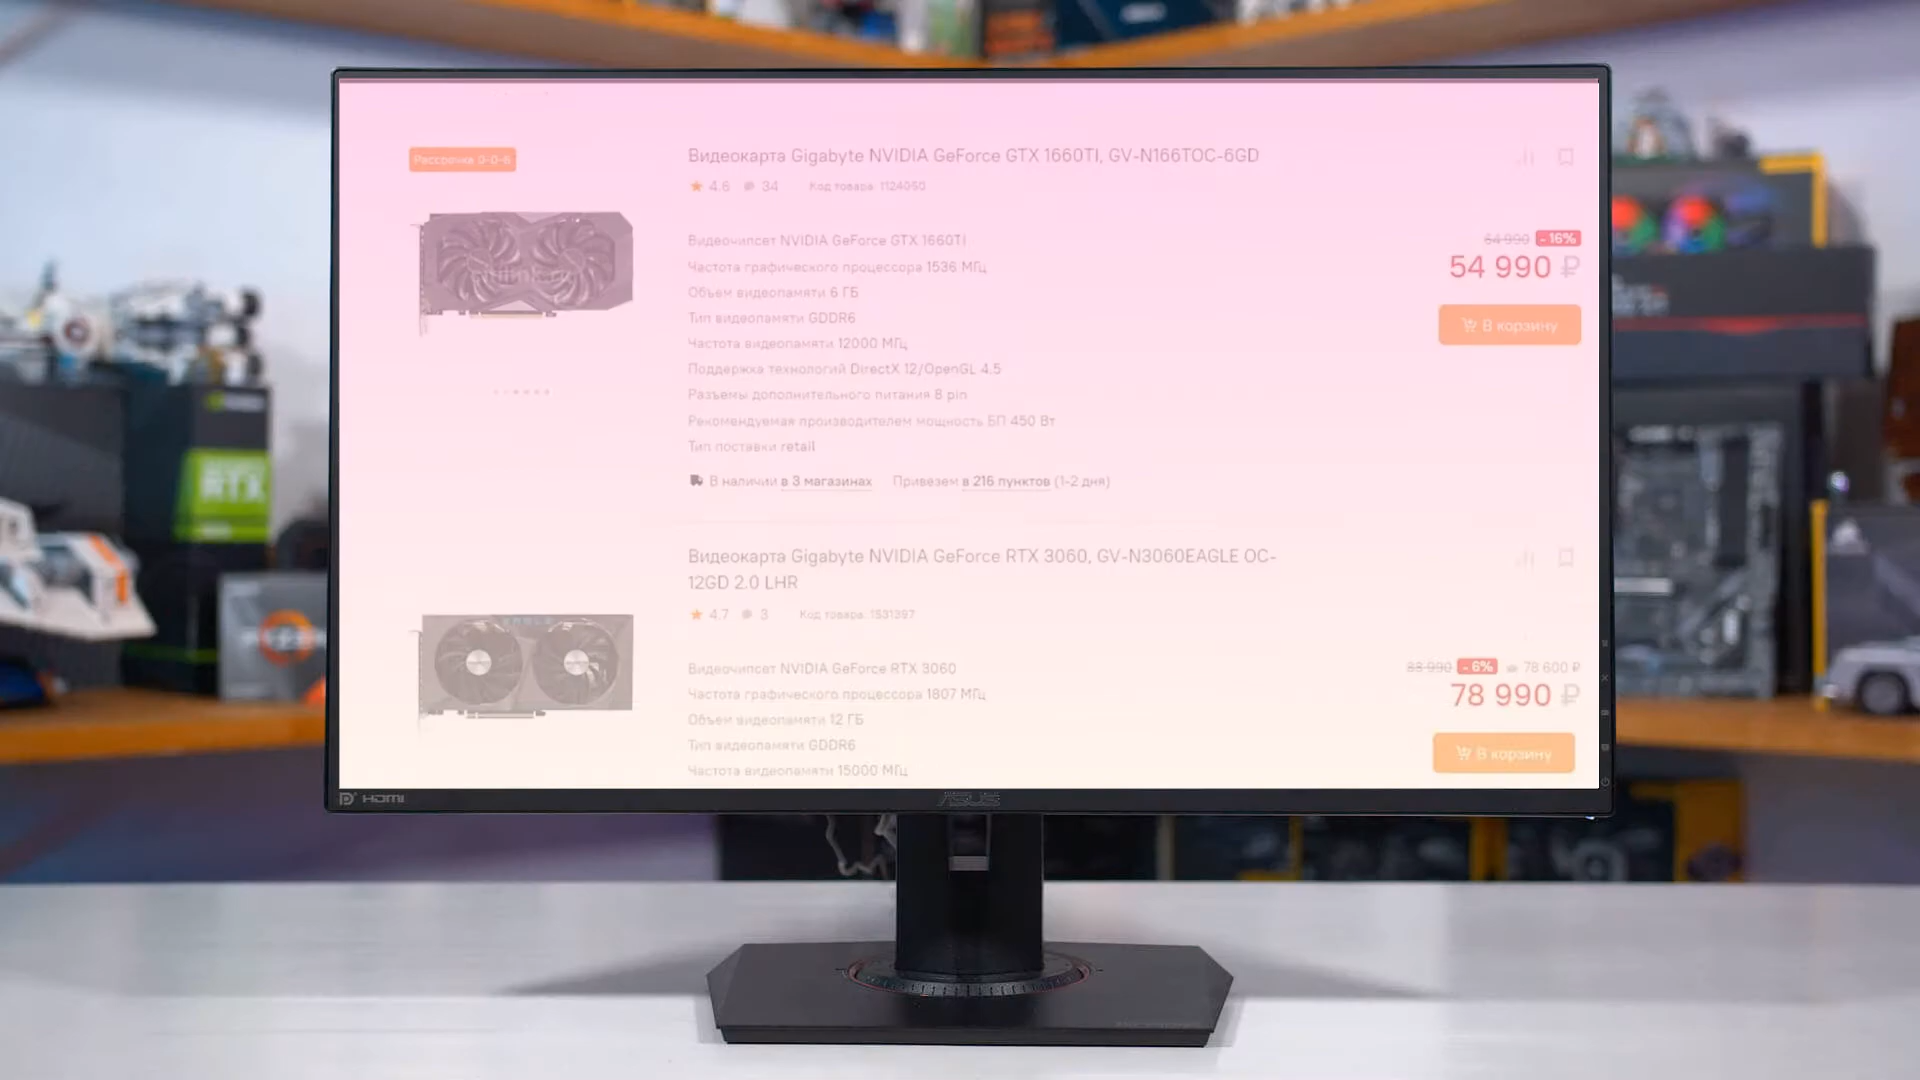 Рассрочка 0-0-6
Видеокарта Gigabyte NVIDIA GeForce GTX 1660TI, GV-N166TOC-6GD
4.6 34 Код товара: 1124050
Видеочипсет NVIDIA GeForce GTX 1660TI
Частота графического процессора 1536 МГц
Объем видеопамяти 6 ГБ
Тип видеопамяти GDDR6
Частота видеопамяти 12000 МГц
Поддержка технологий DirectX 12/OpenGL 4.5
Разъемы дополнительного питания 8 pin
Рекомендуемая производителем мощность БП 450 Вт
Тип поставки retail
В наличии в 3 магазинах Привезем в 216 пунктов (1-2 дня)
64 990 - 16%
54 990 ₽
В корзину
Видеокарта Gigabyte NVIDIA GeForce RTX 3060, GV-N3060EAGLE OC-
12GD 2.0 LHR
4.7 3 Код товара: 1531397
Видеочипсет NVIDIA GeForce RTX 3060
Частота графического процессора 1807 МГц
Объем видеопамяти 12 ГБ
Тип видеопамяти GDDR6
Частота видеопамяти 15000 МГц
83 990 - 6% 78 600 ₽
78 990 ₽
В корзину
HDMI
ASUS
RTX